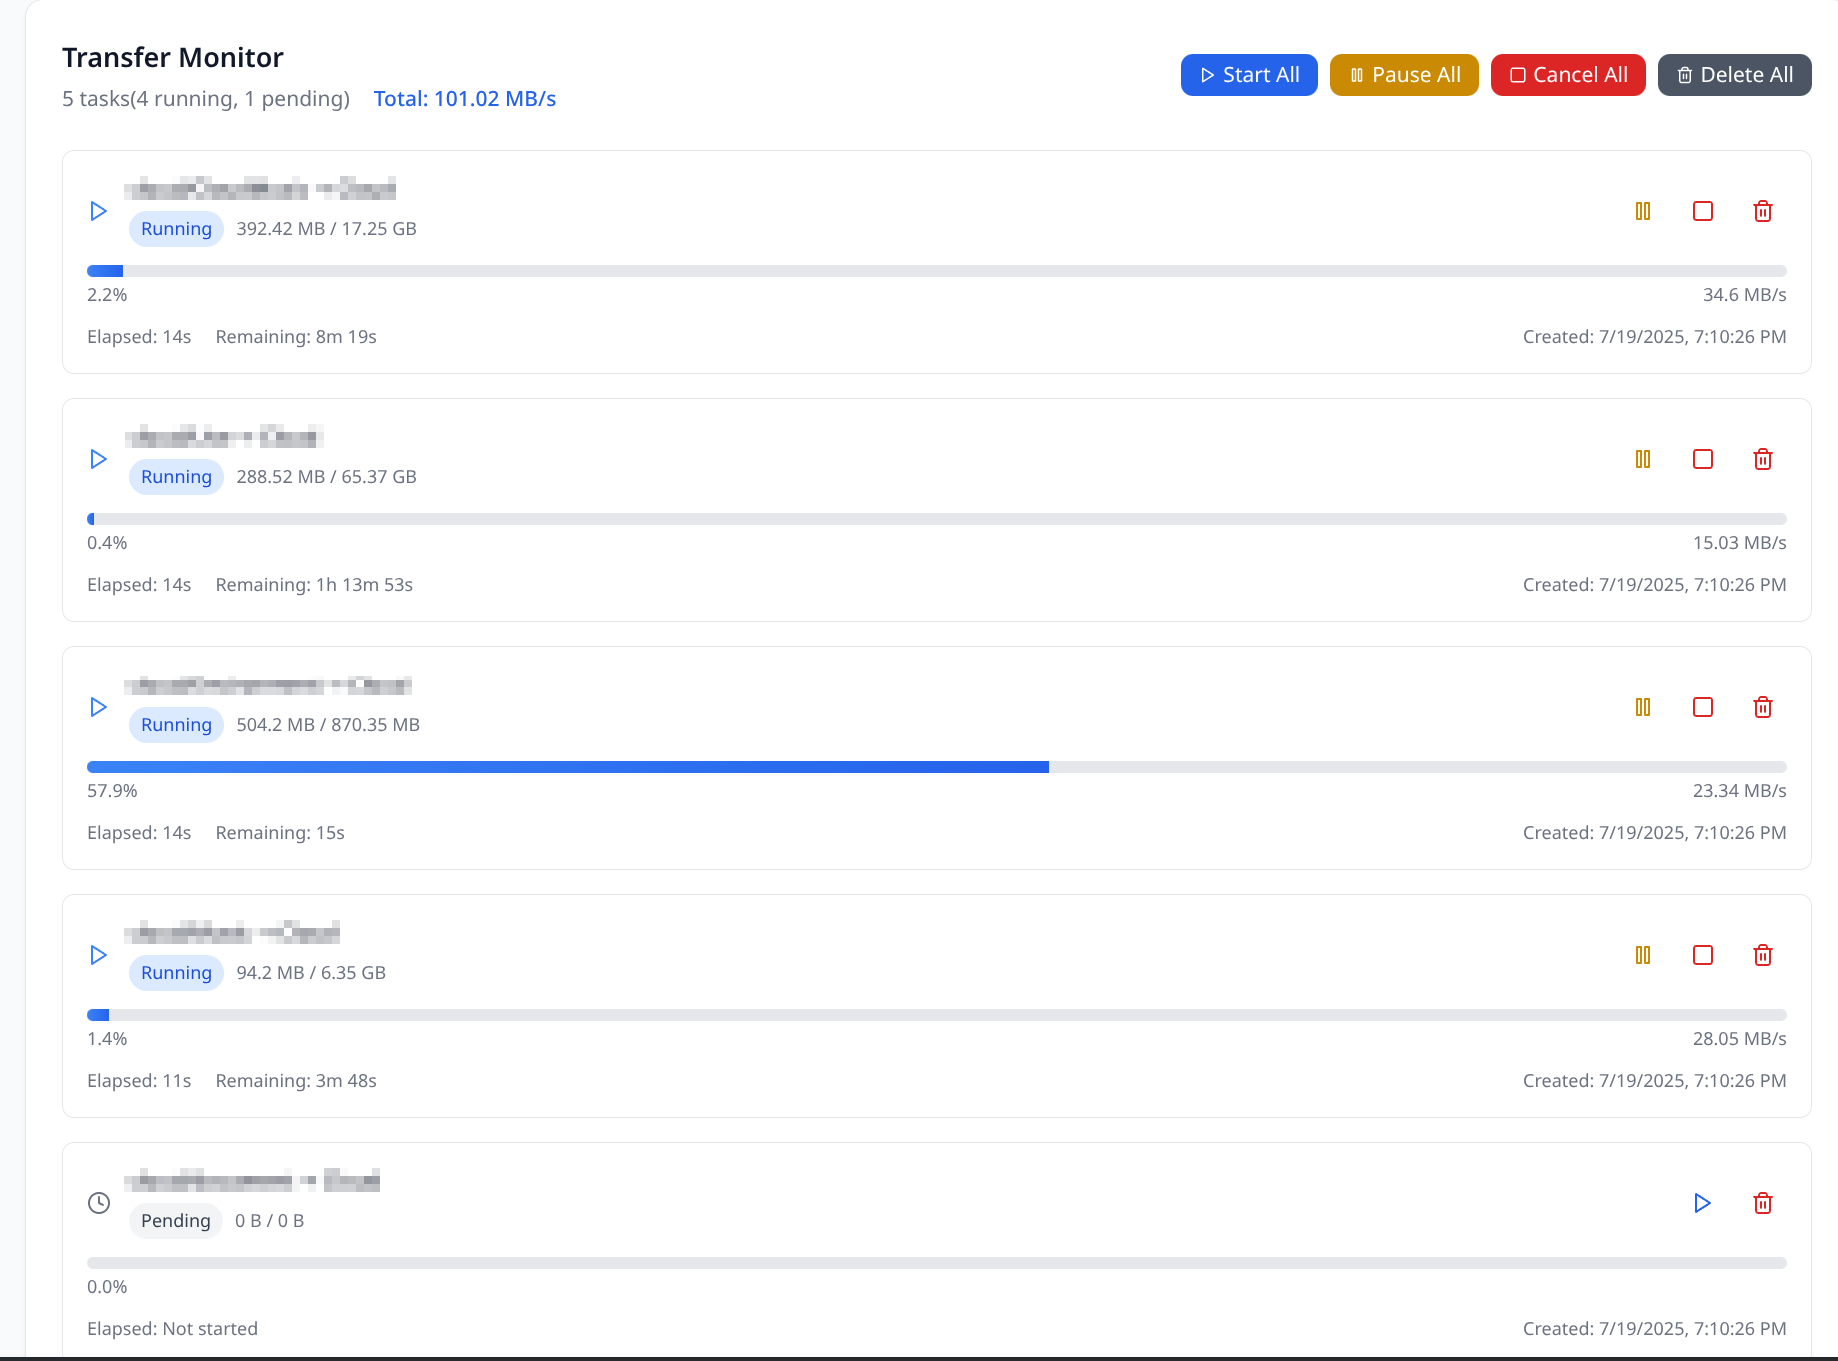 Transfer Monitor
5 tasks(4 running, 1 pending) Total: 101.02 MB/s
Start All Pause All Cancel All Delete All
Running 392.42 MB / 17.25 GB
2.2% 34.6 MB/s
Elapsed: 14s Remaining: 8m 19s Created: 7/19/2025, 7:10:26 PM
Running 288.52 MB / 65.37 GB
0.4% 15.03 MB/s
Elapsed: 14s Remaining: 1h 13m 53s Created: 7/19/2025, 7:10:26 PM
Running 504.2 MB / 870.35 MB
57.9% 23.34 MB/s
Elapsed: 14s Remaining: 15s Created: 7/19/2025, 7:10:26 PM
Running 94.2 MB / 6.35 GB
1.4% 28.05 MB/s
Elapsed: 11s Remaining: 3m 48s Created: 7/19/2025, 7:10:26 PM
Pending 0 B / 0 B
0.0%
Elapsed: Not started Created: 7/19/2025, 7:10:26 PM